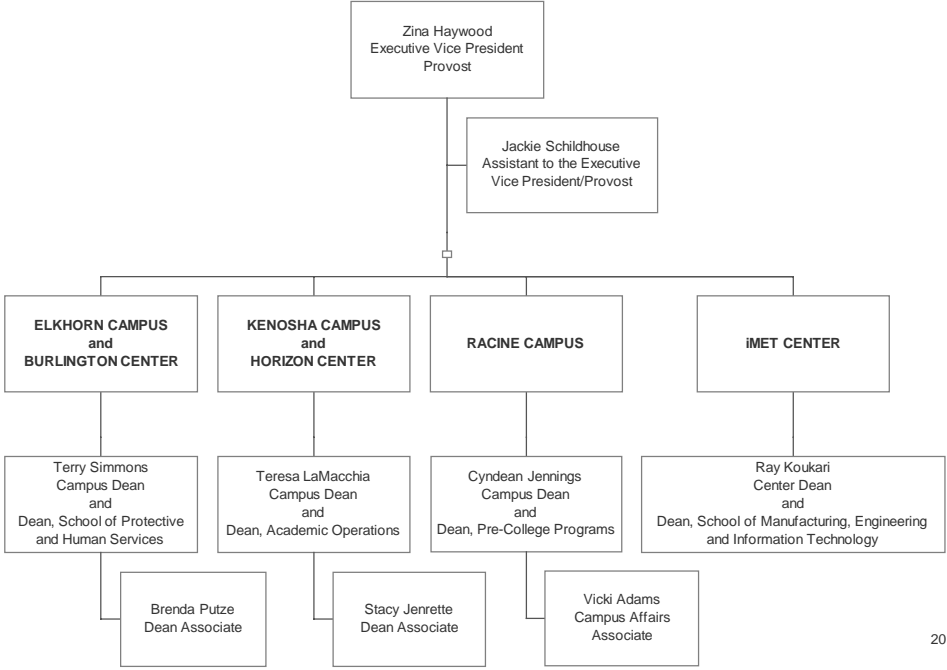 Zina Haywood
Executive Vice President
Provost
Jackie Schildhouse
Assistant to the Executive
Vice President/Provost
ELKHORN CAMPUS
and
BURLINGTON CENTER
KENOSHA CAMPUS
and
HORIZON CENTER
RACINE CAMPUS
iMET CENTER
Terry Simmons
Campus Dean
and
Dean, School of Protective
and Human Services
Teresa LaMacchia
Campus Dean
and
Dean, Academic Operations
Cyndean Jennings
Campus Dean
and
Dean, Pre-College Programs
Ray Koukari
Center Dean
and
Dean, School of Manufacturing, Engineering
and Information Technology
Brenda Putze
Dean Associate
Stacy Jenrette
Dean Associate
Vicki Adams
Campus Affairs
Associate
20